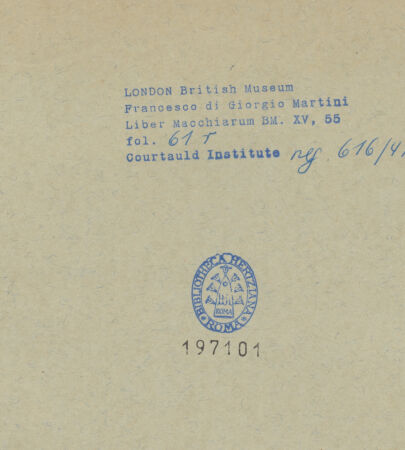 LONDON British Museum
Francesco di Giorgio Martini
Liber Macchiarum BM. XV, 55
fol. 61 r
Courtauld Institute neg. 616/4
BIBLIOTHECA HERTZIANA
ROMA
ROMA
197101